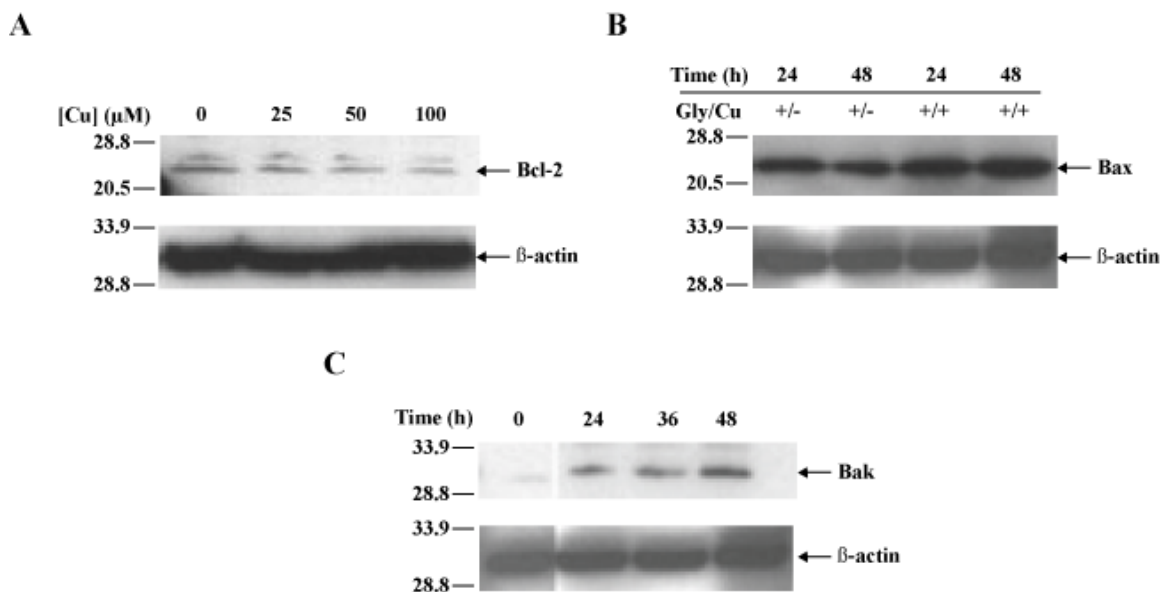 A
[Cu] (µM) 0 25 50 100
28.8
Bcl-2
20.5
33.9
ß-actin
28.8
B
Time (h) 24 48 24 48
Gly/Cu +/- +/- +/+ +/+
28.8
Bax
20.5
33.9
ß-actin
28.8
C
Time (h) 0 24 36 48
33.9
Bak
28.8
33.9
ß-actin
28.8